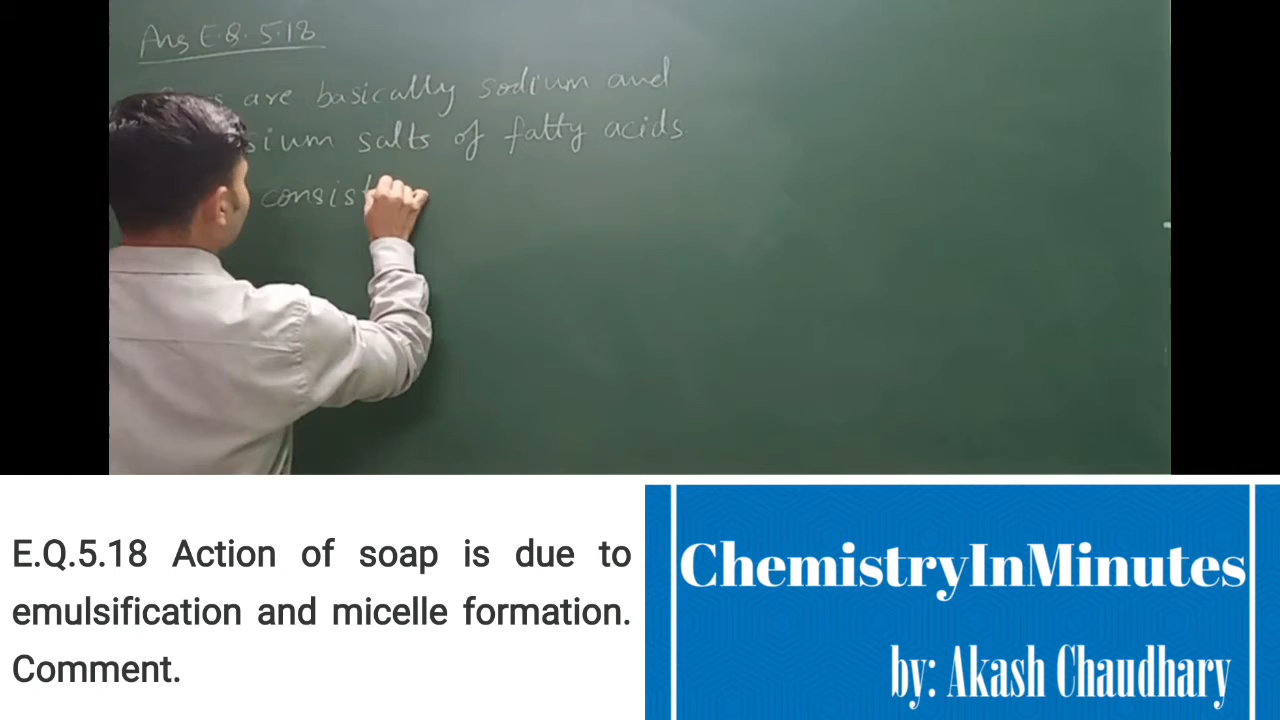 Ans E.Q. 5.18
are basically sodium and
sium salts of fatty acids
consist
E.Q.5.18 Action of soap is due to
emulsification and micelle formation.
Comment.
ChemistryInMinutes
by: Akash Chaudhary